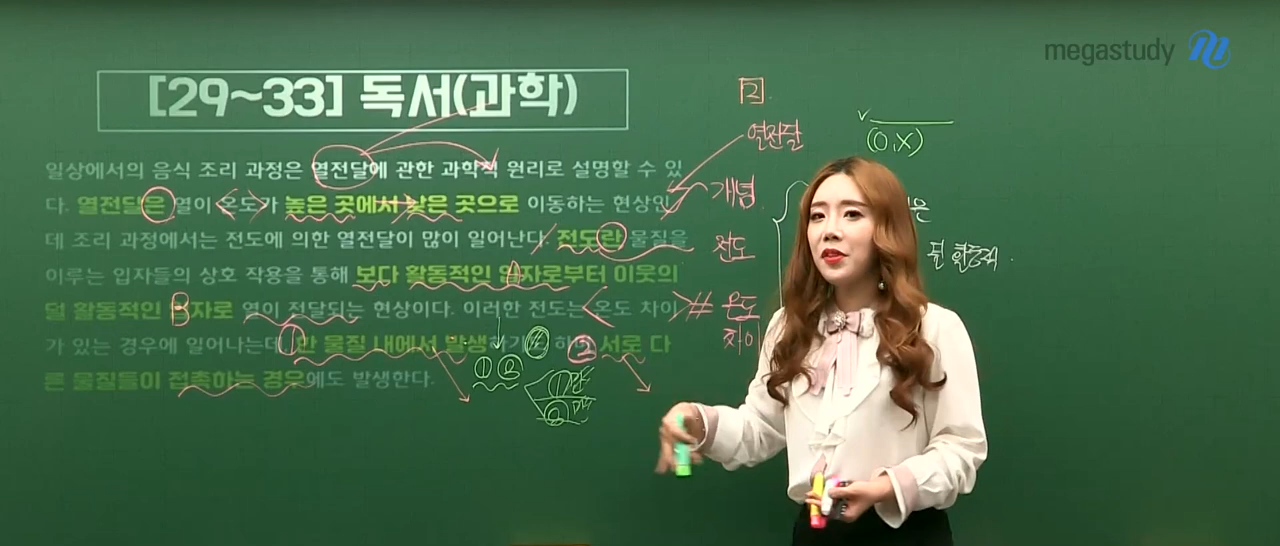 megastudy
[29~33] 독서(과학)
일상에서의 음식 조리 과정은 열전달에 관한 과학적 원리로 설명할 수 있
다. 열전달은 열이 온도가 높은 곳에서 낮은 곳으로 이동하는 현상인
데 조리 과정에서는 전도에 의한 열전달이 많이 일어난다. 전도란 물질을
이루는 입자들의 상호 작용을 통해 보다 활동적인 입자로부터 이웃의
덜 활동적인 입자로 열이 전달되는 현상이다. 이러한 전도는 온도 차이
가 있는 경우에 일어나는데, 한 물질 내에서 발생하기도 하고 서로 다
른 물질들이 접촉하는 경우에도 발생한다.
A
B
①
②
① ②
2
열전달
개념
전도
# 온도
차이
(O, X)